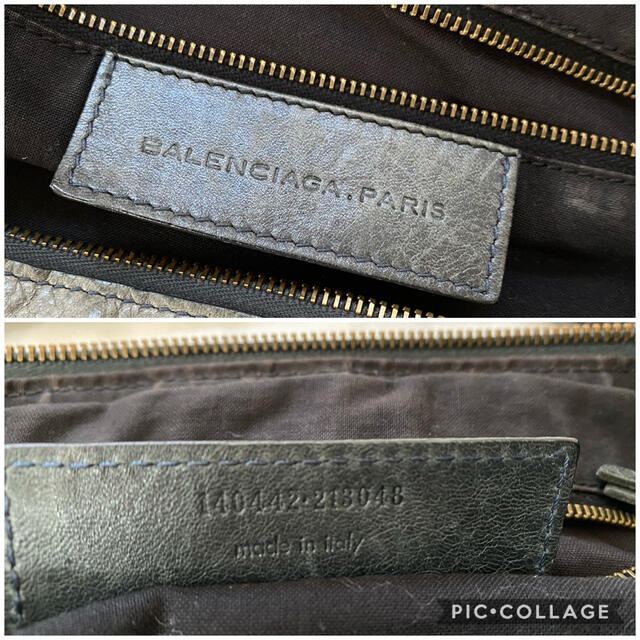 BALENCIAGA.PARIS
140442·213048
made in italy
PIC•COLLAGE